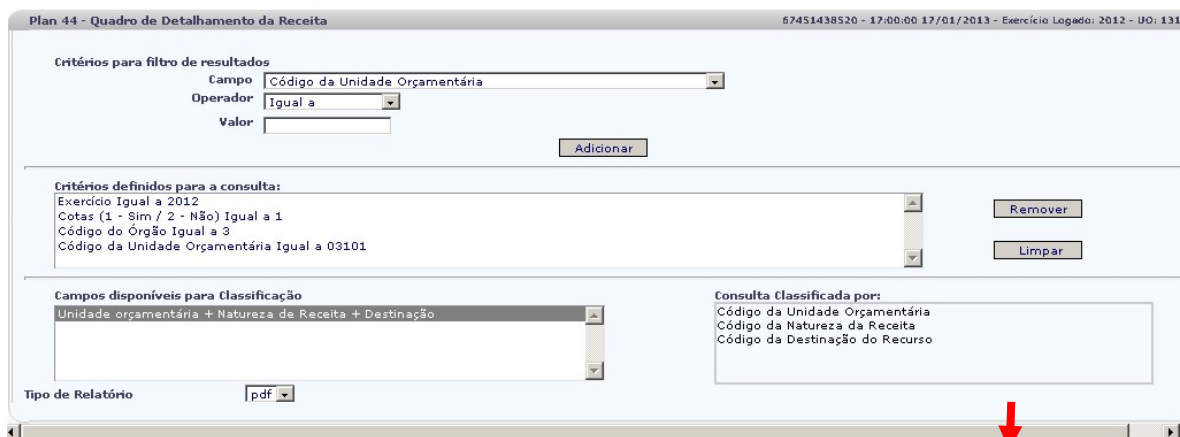 Plan 44 - Quadro de Detalhamento da Receita 67451438520 - 17:00:00 17/01/2013 - Exercício Logado: 2012 - UO: 131
Critérios para filtro de resultados
Campo Código da Unidade Orçamentária
Operador Igual a
Valor
Adicionar
Critérios definidos para a consulta:
Exercício Igual a 2012
Cotas (1 - Sim / 2 - Não) Igual a 1
Código do Órgão Igual a 3
Código da Unidade Orçamentária Igual a 03101
Remover
Limpar
Campos disponíveis para Classificação
Unidade orçamentária + Natureza de Receita + Destinação
Consulta Classificada por:
Código da Unidade Orçamentária
Código da Natureza da Receita
Código da Destinação do Recurso
Tipo de Relatório pdf